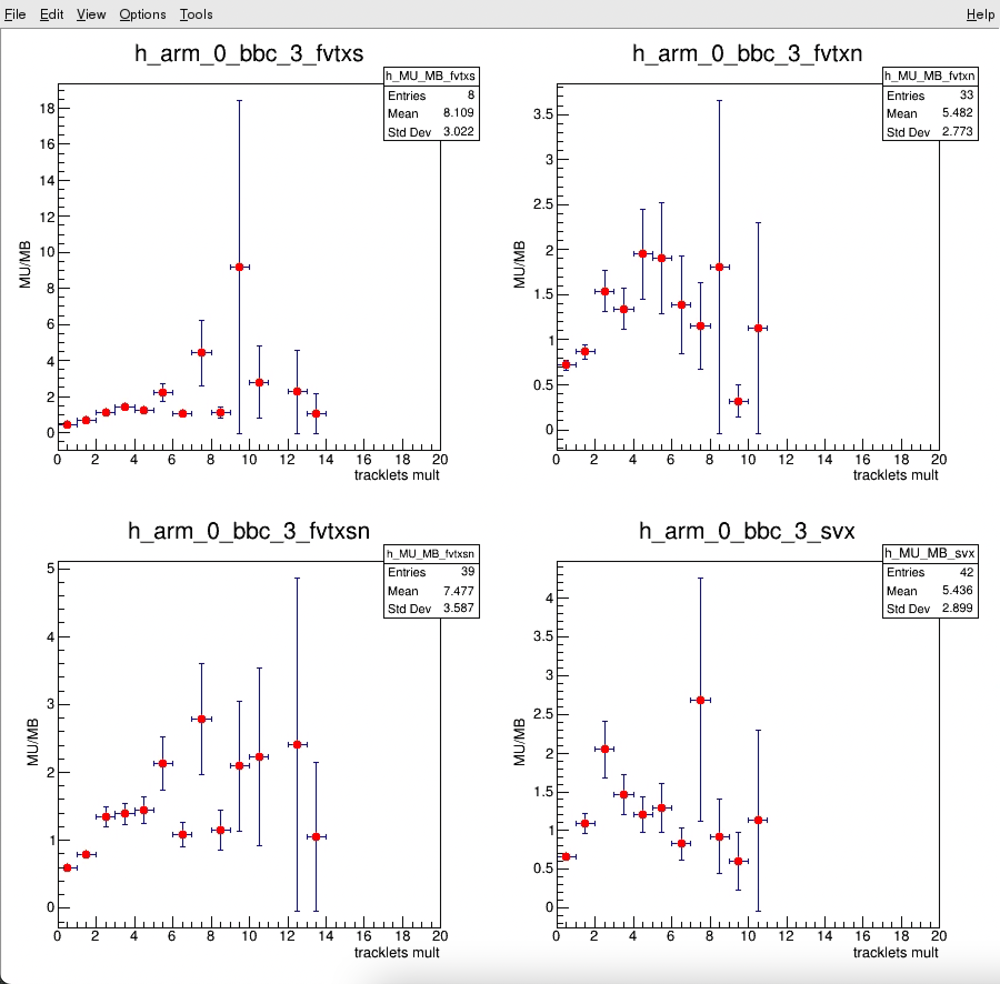 File Edit View Options Tools Help
h_arm_0_bbc_3_fvtxs
h_MU_MB_fvtxs
Entries 8
Mean 8.109
Std Dev 3.022
MU/MB
18
16
14
12
10
8
6
4
2
0
0 2 4 6 8 10 12 14 16 18 20
tracklets mult
h_arm_0_bbc_3_fvtxn
h_MU_MB_fvtxn
Entries 33
Mean 5.482
Std Dev 2.773
MU/MB
3.5
3
2.5
2
1.5
1
0.5
0
0 2 4 6 8 10 12 14 16 18 20
tracklets mult
h_arm_0_bbc_3_fvtxsn
h_MU_MB_fvtxsn
Entries 39
Mean 7.477
Std Dev 3.587
MU/MB
5
4
3
2
1
0
0 2 4 6 8 10 12 14 16 18 20
tracklets mult
h_arm_0_bbc_3_svx
h_MU_MB_svx
Entries 42
Mean 5.436
Std Dev 2.899
MU/MB
4
3.5
3
2.5
2
1.5
1
0.5
0
0 2 4 6 8 10 12 14 16 18 20
tracklets mult